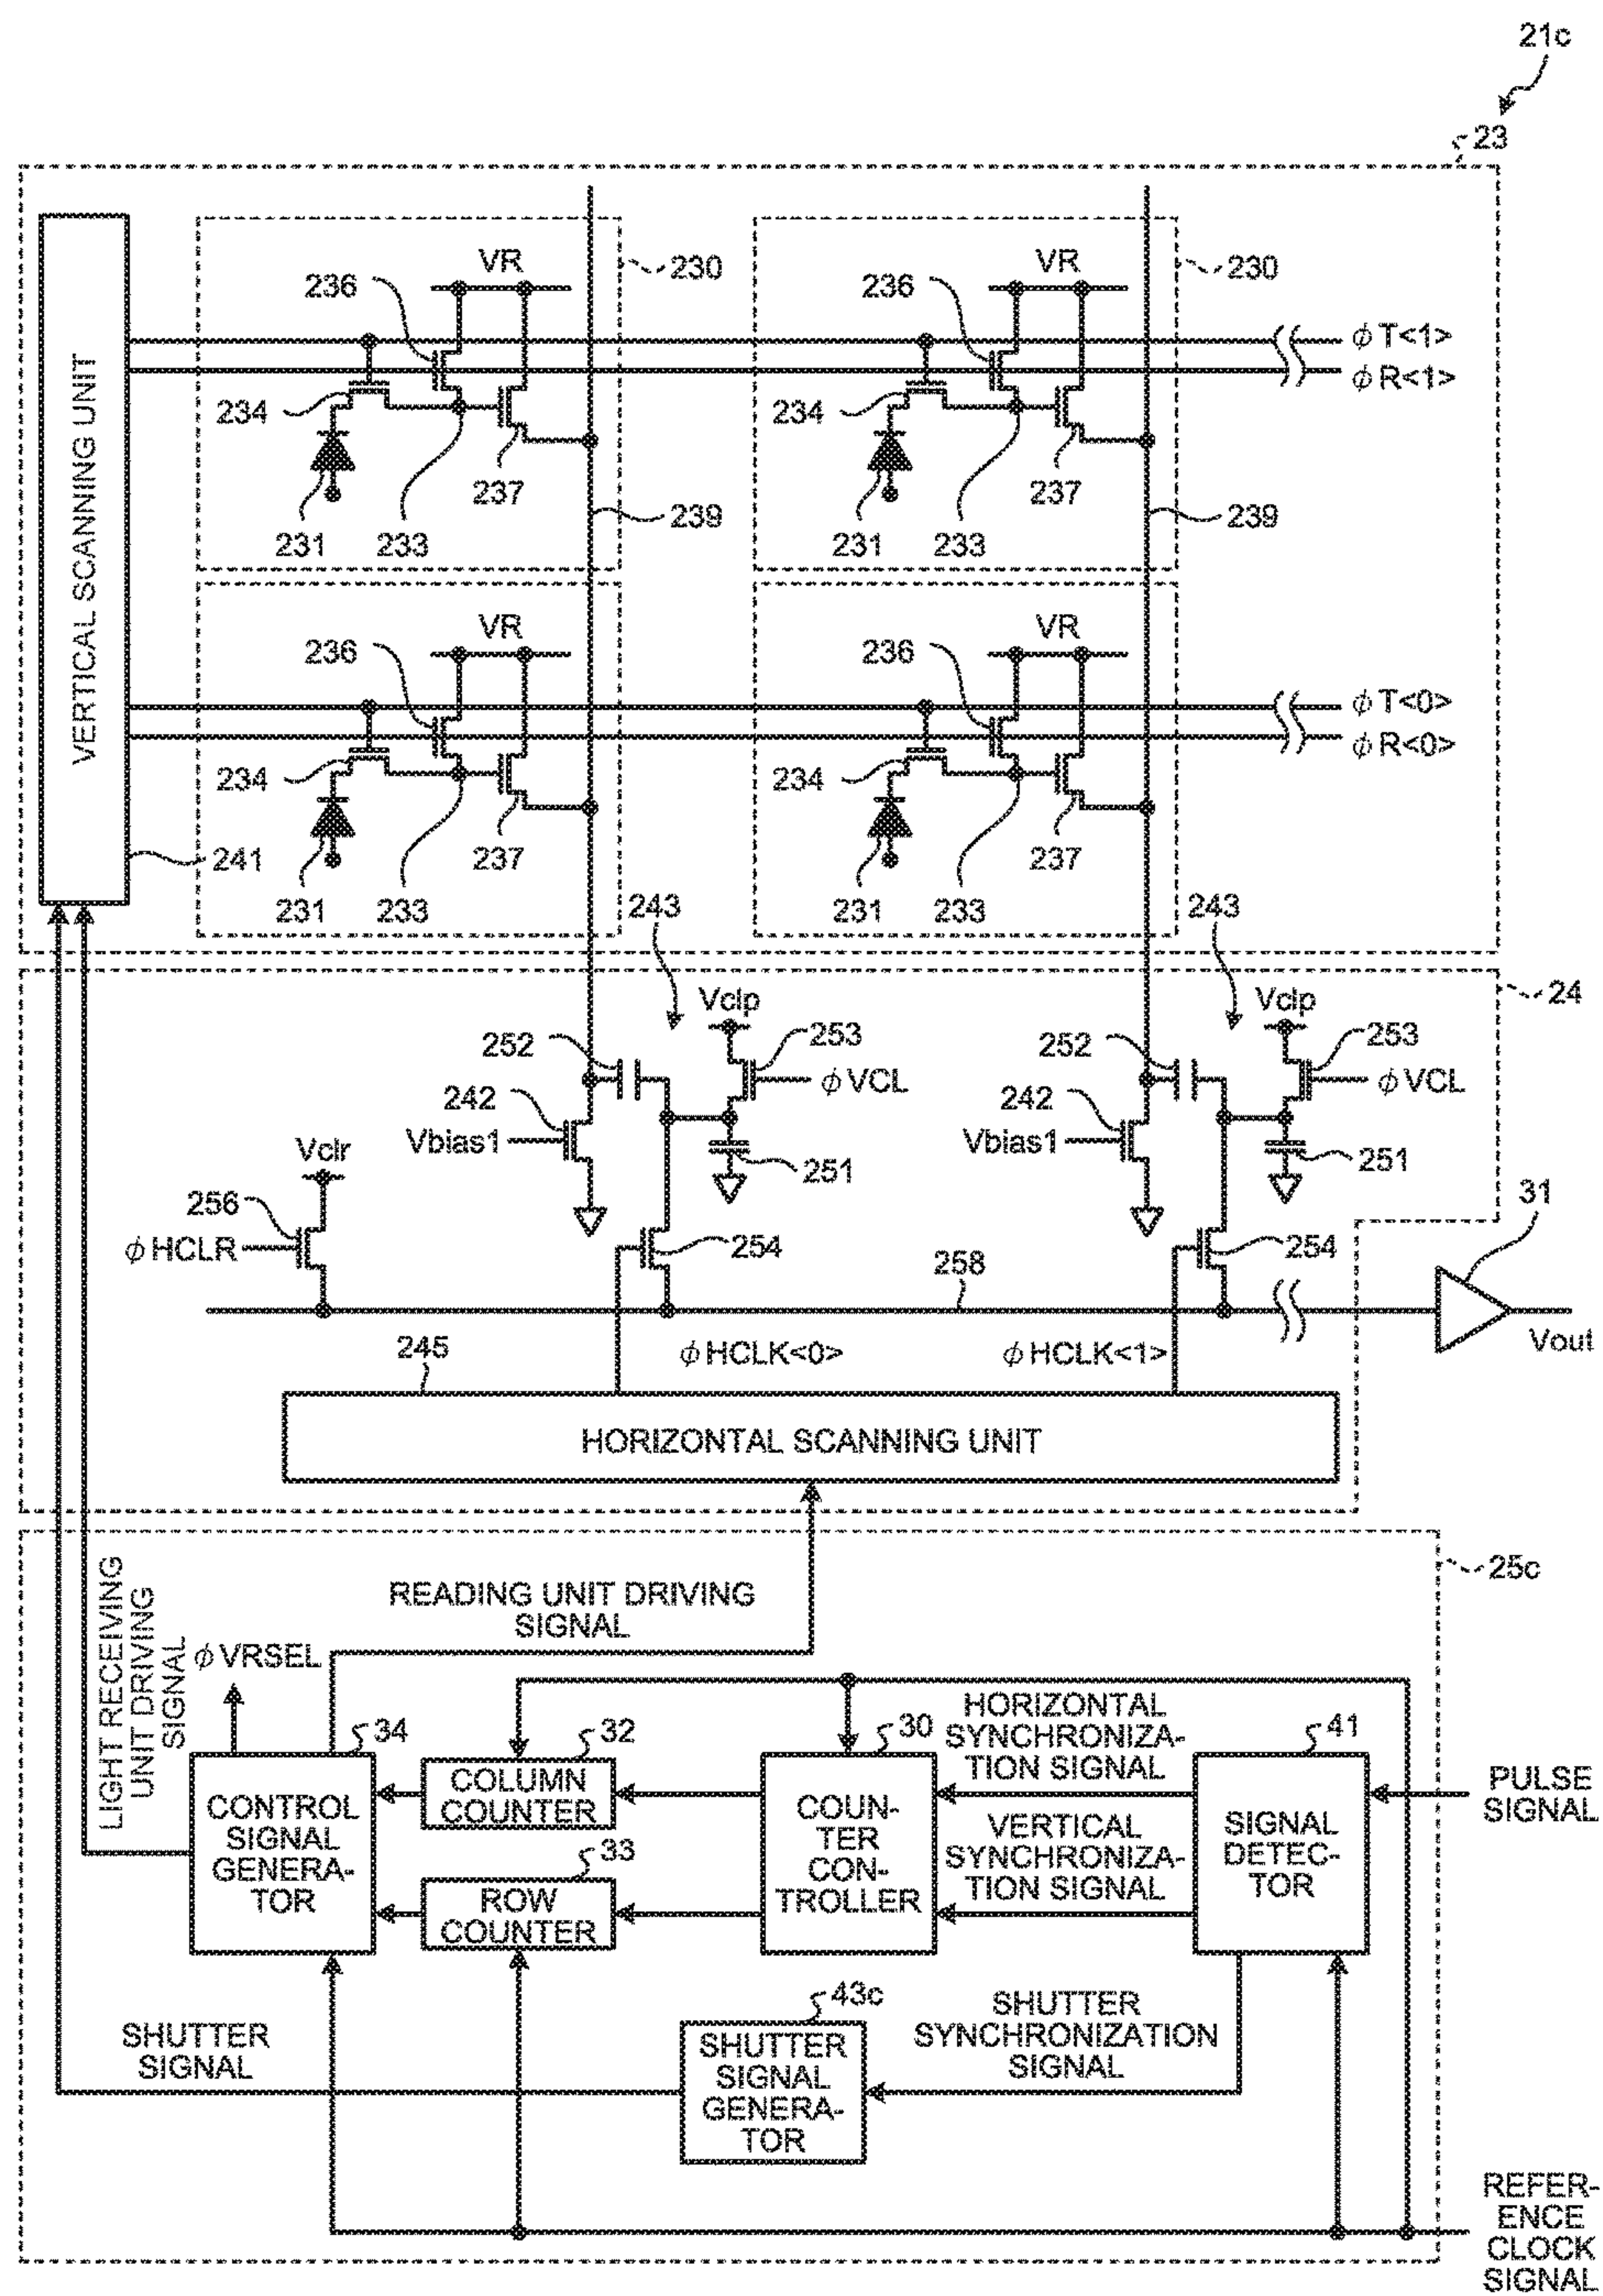 21c
23
VR
230
VR
230
236
236
ϕT<1>
ϕR<1>
234
234
237
237
231
233
239
231
233
239
VERTICAL SCANNING UNIT
VR
VR
236
236
ϕT<0>
ϕR<0>
234
234
237
237
241
231
233
243
231
233
243
24
Vclp
Vclp
252
253
252
253
ϕVCL
ϕVCL
242
242
Vbias1
Vbias1
Vclr
251
251
256
31
ϕHCLR
254
254
258
Vout
245
ϕHCLK<0>
ϕHCLK<1>
HORIZONTAL SCANNING UNIT
25c
LIGHT RECEIVING
UNIT DRIVING
SIGNAL
READING UNIT DRIVING
SIGNAL
ϕVRSEL
HORIZONTAL
SYNCHRONIZA-
TION SIGNAL
34
32
30
41
CONTROL
SIGNAL
GENERA-
TOR
COLUMN
COUNTER
COUN-
TER
CON-
TROLLER
VERTICAL
SYNCHRONIZA-
TION SIGNAL
SIGNAL
DETEC-
TOR
PULSE
SIGNAL
33
ROW
COUNTER
43c
SHUTTER
SIGNAL
SHUTTER
SIGNAL
GENERA-
TOR
SHUTTER
SYNCHRONIZATION
SIGNAL
REFER-
ENCE
CLOCK
SIGNAL